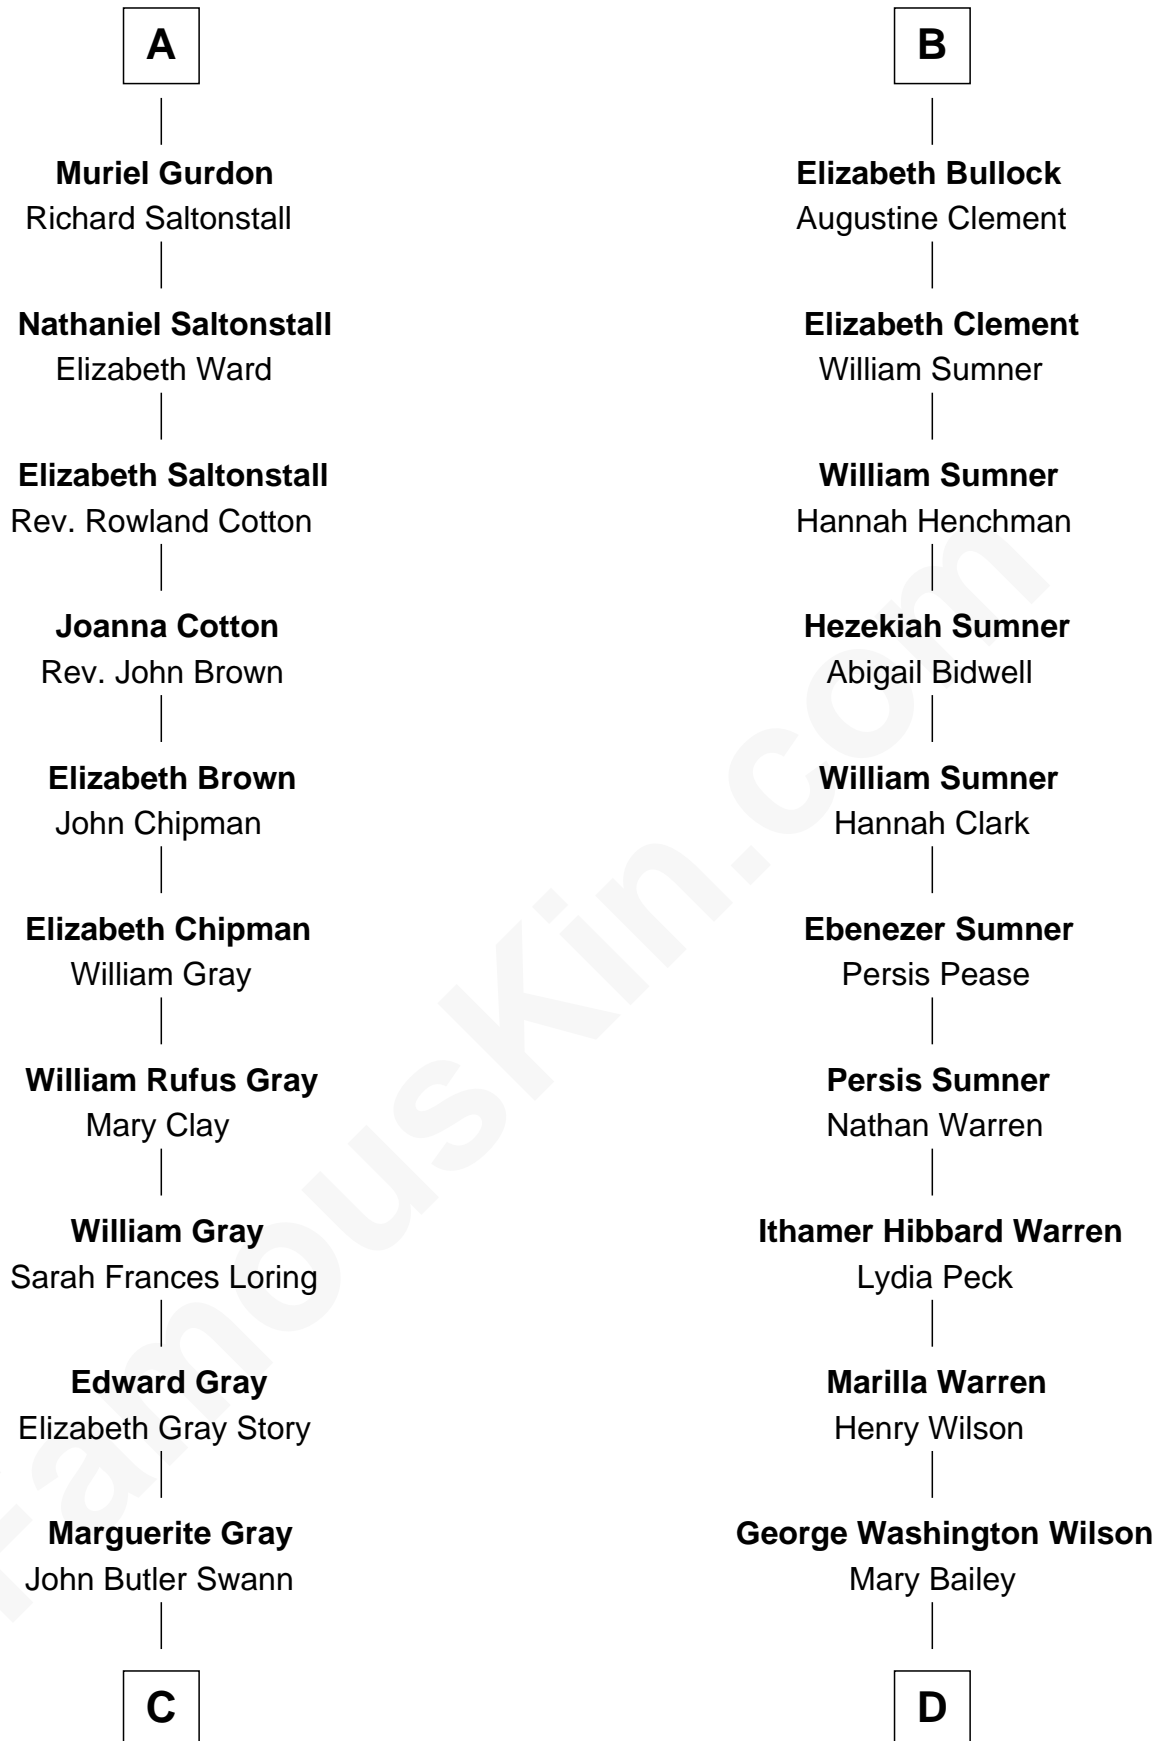 A
Muriel Gurdon
Richard Saltonstall
Nathaniel Saltonstall
Elizabeth Ward
Elizabeth Saltonstall
Rev. Rowland Cotton
Joanna Cotton
Rev. John Brown
Elizabeth Brown
John Chipman
Elizabeth Chipman
William Gray
William Rufus Gray
Mary Clay
William Gray
Sarah Frances Loring
Edward Gray
Elizabeth Gray Story
Marguerite Gray
John Butler Swann
C
B
Elizabeth Bullock
Augustine Clement
Elizabeth Clement
William Sumner
William Sumner
Hannah Henchman
Hezekiah Sumner
Abigail Bidwell
William Sumner
Hannah Clark
Ebenezer Sumner
Persis Pease
Persis Sumner
Nathan Warren
Ithamer Hibbard Warren
Lydia Peck
Marilla Warren
Henry Wilson
George Washington Wilson
Mary Bailey
D
FamousKin.com